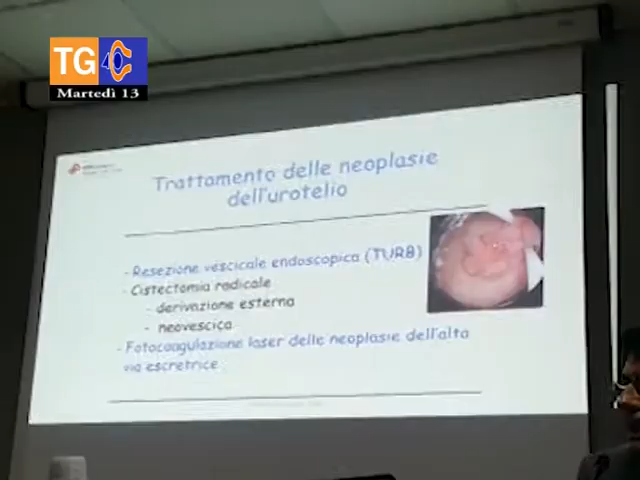 TG
Martedì 13
Trattamento delle neoplasie
dell'urotelio
- Resezione vescicale endoscopica (TURB)
- Cistectomia radicale
- derivazione esterna
- neovescica
- Fotocoagulazione laser delle neoplasie dell'alta
via escretrice